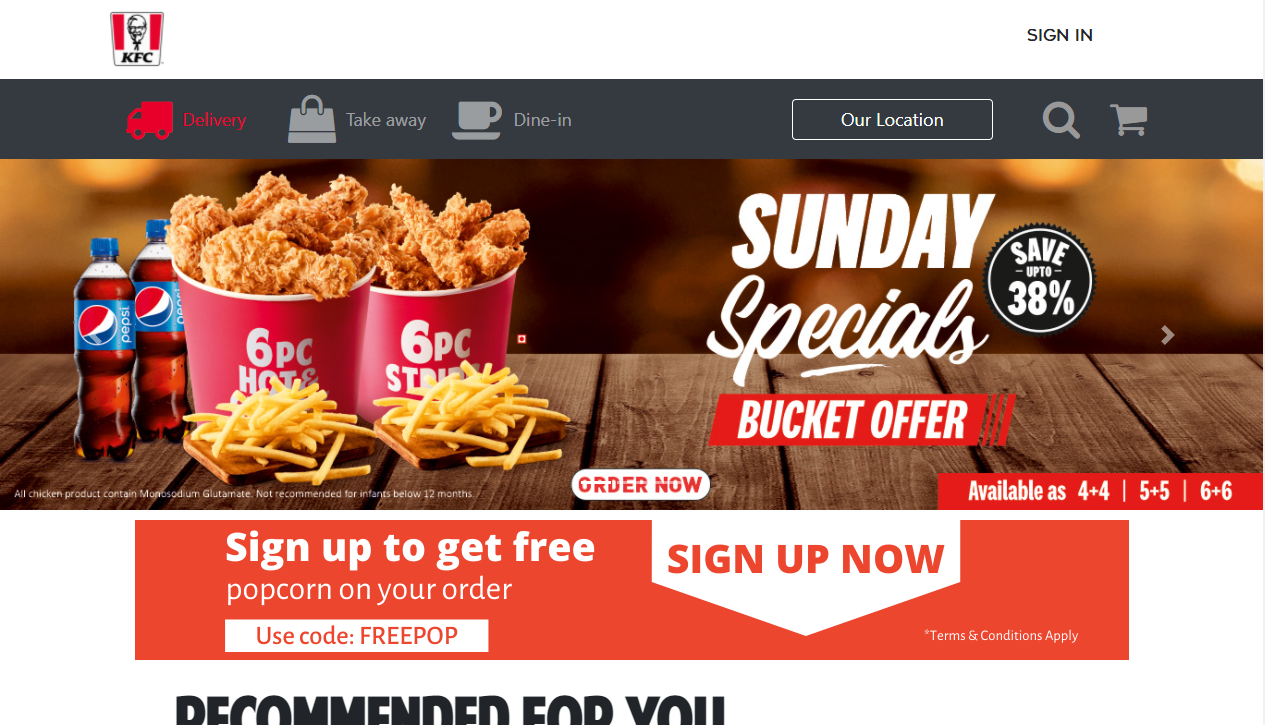 KFC
SIGN IN
Delivery
Take away
Dine-in
Our Location
SUNDAY
Specials
SAVE
UPTO
38%
BUCKET OFFER
pepsi
6PC
HOT &
6PC
ORDER NOW
All chicken product contain Monosodium Glutamate. Not recommended for infants below 12 months.
Available as 4+4 | 5+5 | 6+6
Sign up to get free
popcorn on your order
Use code: FREEPOP
SIGN UP NOW
*Terms & Conditions Apply
RECOMMENDED FOR YOU